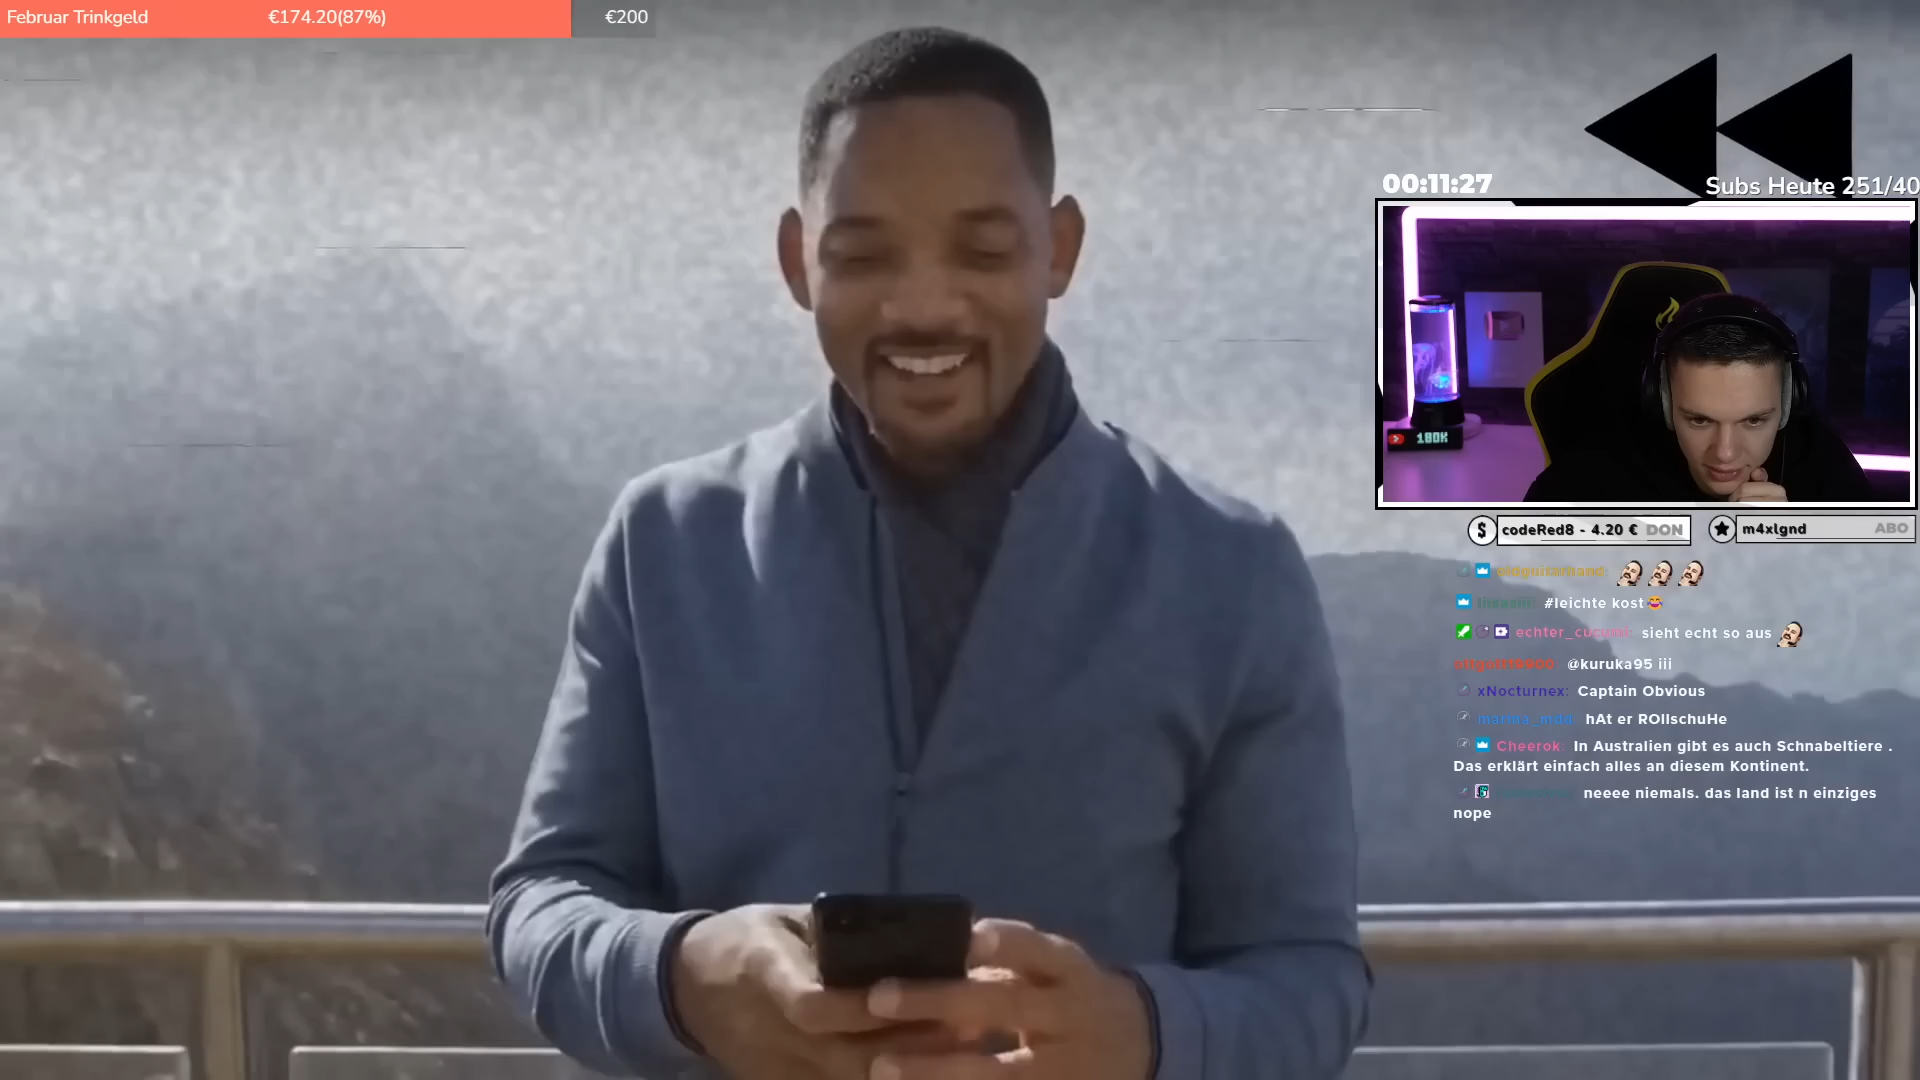 Februar Trinkgeld €174.20(87%) €200
00:11:27
Subs Heute 251/40
180K
codeRed8 - 4.20 € DON
m4xlgnd ABO
#leichte kost
sieht echt so aus
@kuruka95 iii
xNocturnex: Captain Obvious
hAt er ROllschuHe
Cheerok: In Australien gibt es auch Schnabeltiere .
Das erklärt einfach alles an diesem Kontinent.
neeee niemals. das land ist n einziges
nope